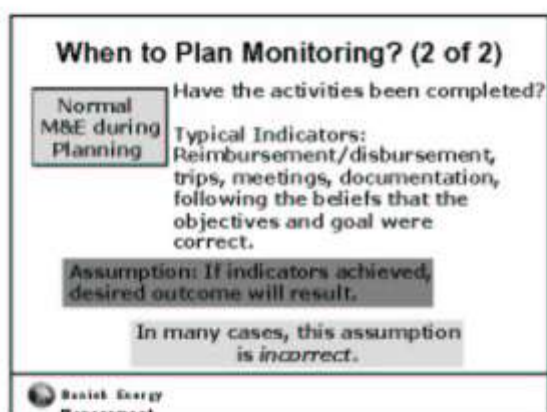 When to Plan Monitoring? (2 of 2)
Normal
M&E during
Planning
Have the activities been completed?
Typical Indicators:
Reimbursement/disbursement,
trips, meetings, documentation,
following the beliefs that the
objectives and goal were
correct.
Assumption: If indicators achieved,
desired outcome will result.
In many cases, this assumption
is incorrect.
Danish Energy